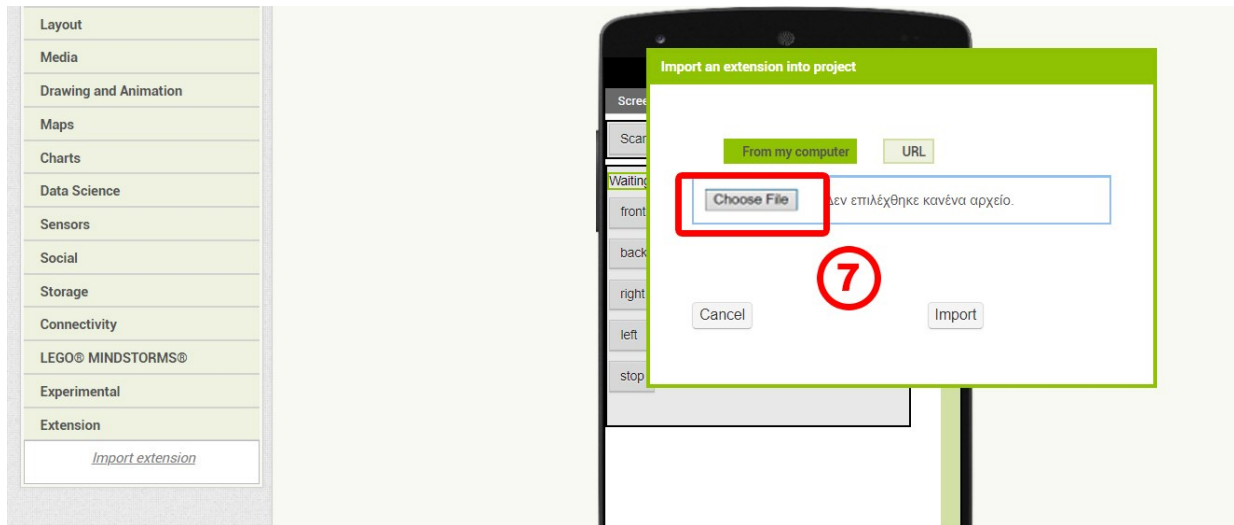 Layout
Media
Drawing and Animation
Maps
Charts
Data Science
Sensors
Social
Storage
Connectivity
LEGO® MINDSTORMS®
Experimental
Extension
Import extension
Waiting
front
back
right
left
stop
Import an extension into project
From my computer URL
Choose File Δεν επιλέχθηκε κανένα αρχείο.
7
Cancel Import